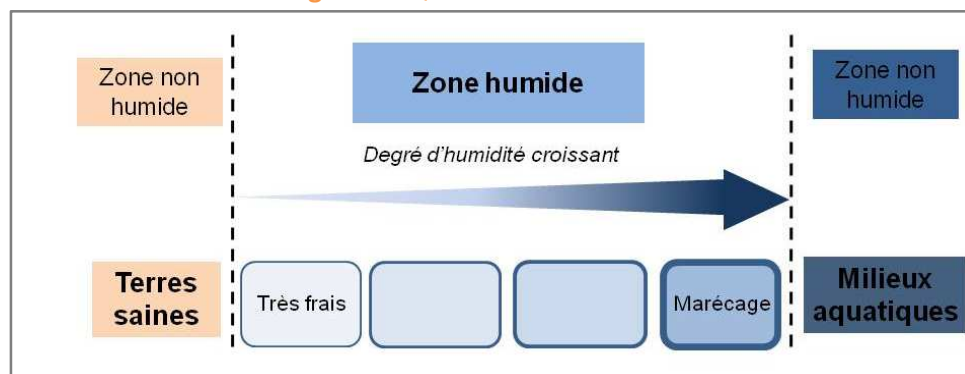 Zone non
humide
Zone humide
Zone non
humide
Degré d'humidité croissant
Terres
saines
Très frais
Marécage
Milieux
aquatiques